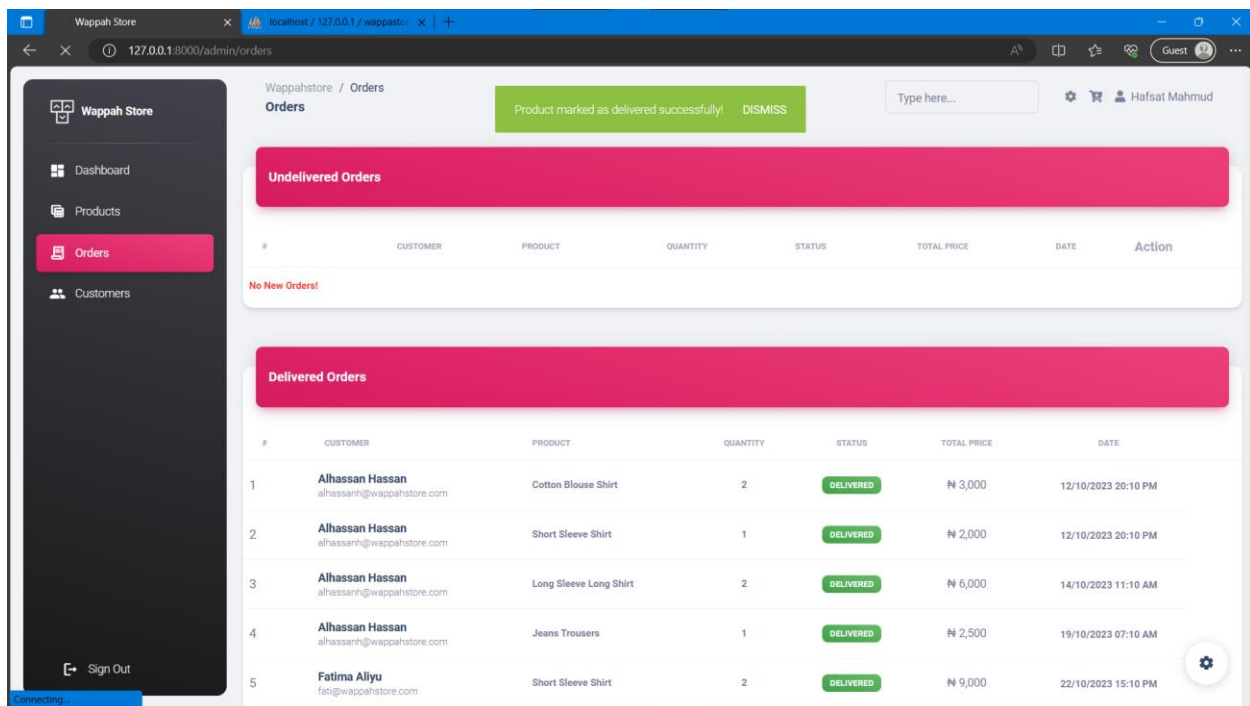 Wappah Store
localhost / 127.0.0.1 / wappastor
127.0.0.1:8000/admin/orders
Guest
Wappah Store
Wappahstore / Orders
Orders
Product marked as delivered successfully! DISMISS
Type here...
Hafsat Mahmud
Dashboard
Products
Orders
Customers
Sign Out
Connecting...
Undelivered Orders
# CUSTOMER PRODUCT QUANTITY STATUS TOTAL PRICE DATE Action
No New Orders!
Delivered Orders
# CUSTOMER PRODUCT QUANTITY STATUS TOTAL PRICE DATE
1 Alhassan Hassan Cotton Blouse Shirt 2 DELIVERED ₦ 3,000 12/10/2023 20:10 PM
alhassanh@wappahstore.com
2 Alhassan Hassan Short Sleeve Shirt 1 DELIVERED ₦ 2,000 12/10/2023 20:10 PM
alhassanh@wappahstore.com
3 Alhassan Hassan Long Sleeve Long Shirt 2 DELIVERED ₦ 6,000 14/10/2023 11:10 AM
alhassanh@wappahstore.com
4 Alhassan Hassan Jeans Trousers 1 DELIVERED ₦ 2,500 19/10/2023 07:10 AM
alhassanh@wappahstore.com
5 Fatima Aliyu Short Sleeve Shirt 2 DELIVERED ₦ 9,000 22/10/2023 15:10 PM
fati@wappahstore.com